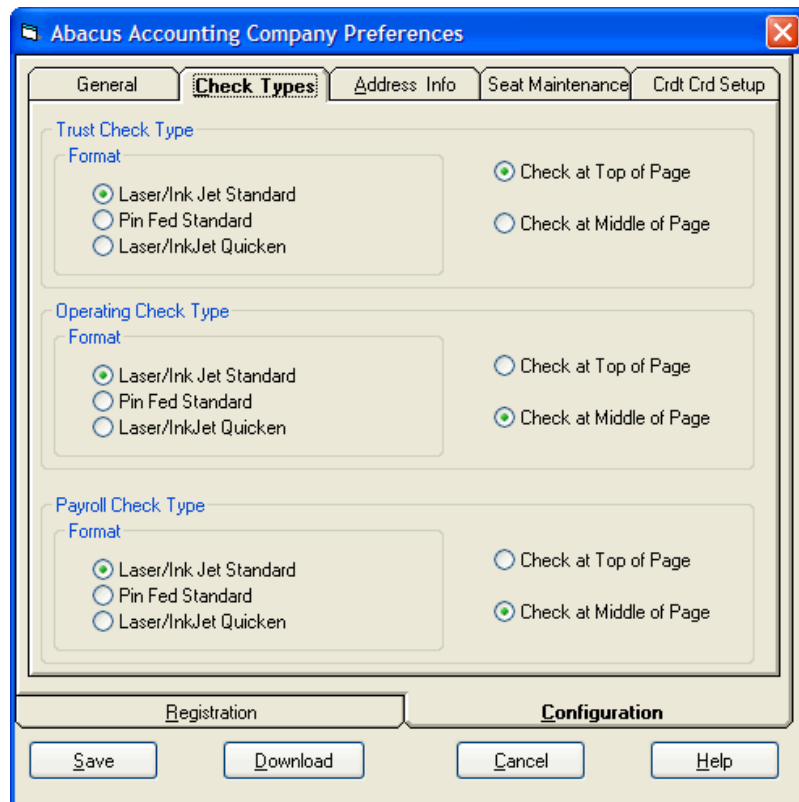 Abacus Accounting Company Preferences
General Check Types Address Info Seat Maintenance Crdt Crd Setup
Trust Check Type
Format
Laser/Ink Jet Standard
Pin Fed Standard
Laser/InkJet Quicken
Check at Top of Page
Check at Middle of Page
Operating Check Type
Format
Laser/Ink Jet Standard
Pin Fed Standard
Laser/InkJet Quicken
Check at Top of Page
Check at Middle of Page
Payroll Check Type
Format
Laser/Ink Jet Standard
Pin Fed Standard
Laser/InkJet Quicken
Check at Top of Page
Check at Middle of Page
Registration Configuration
Save Download Cancel Help